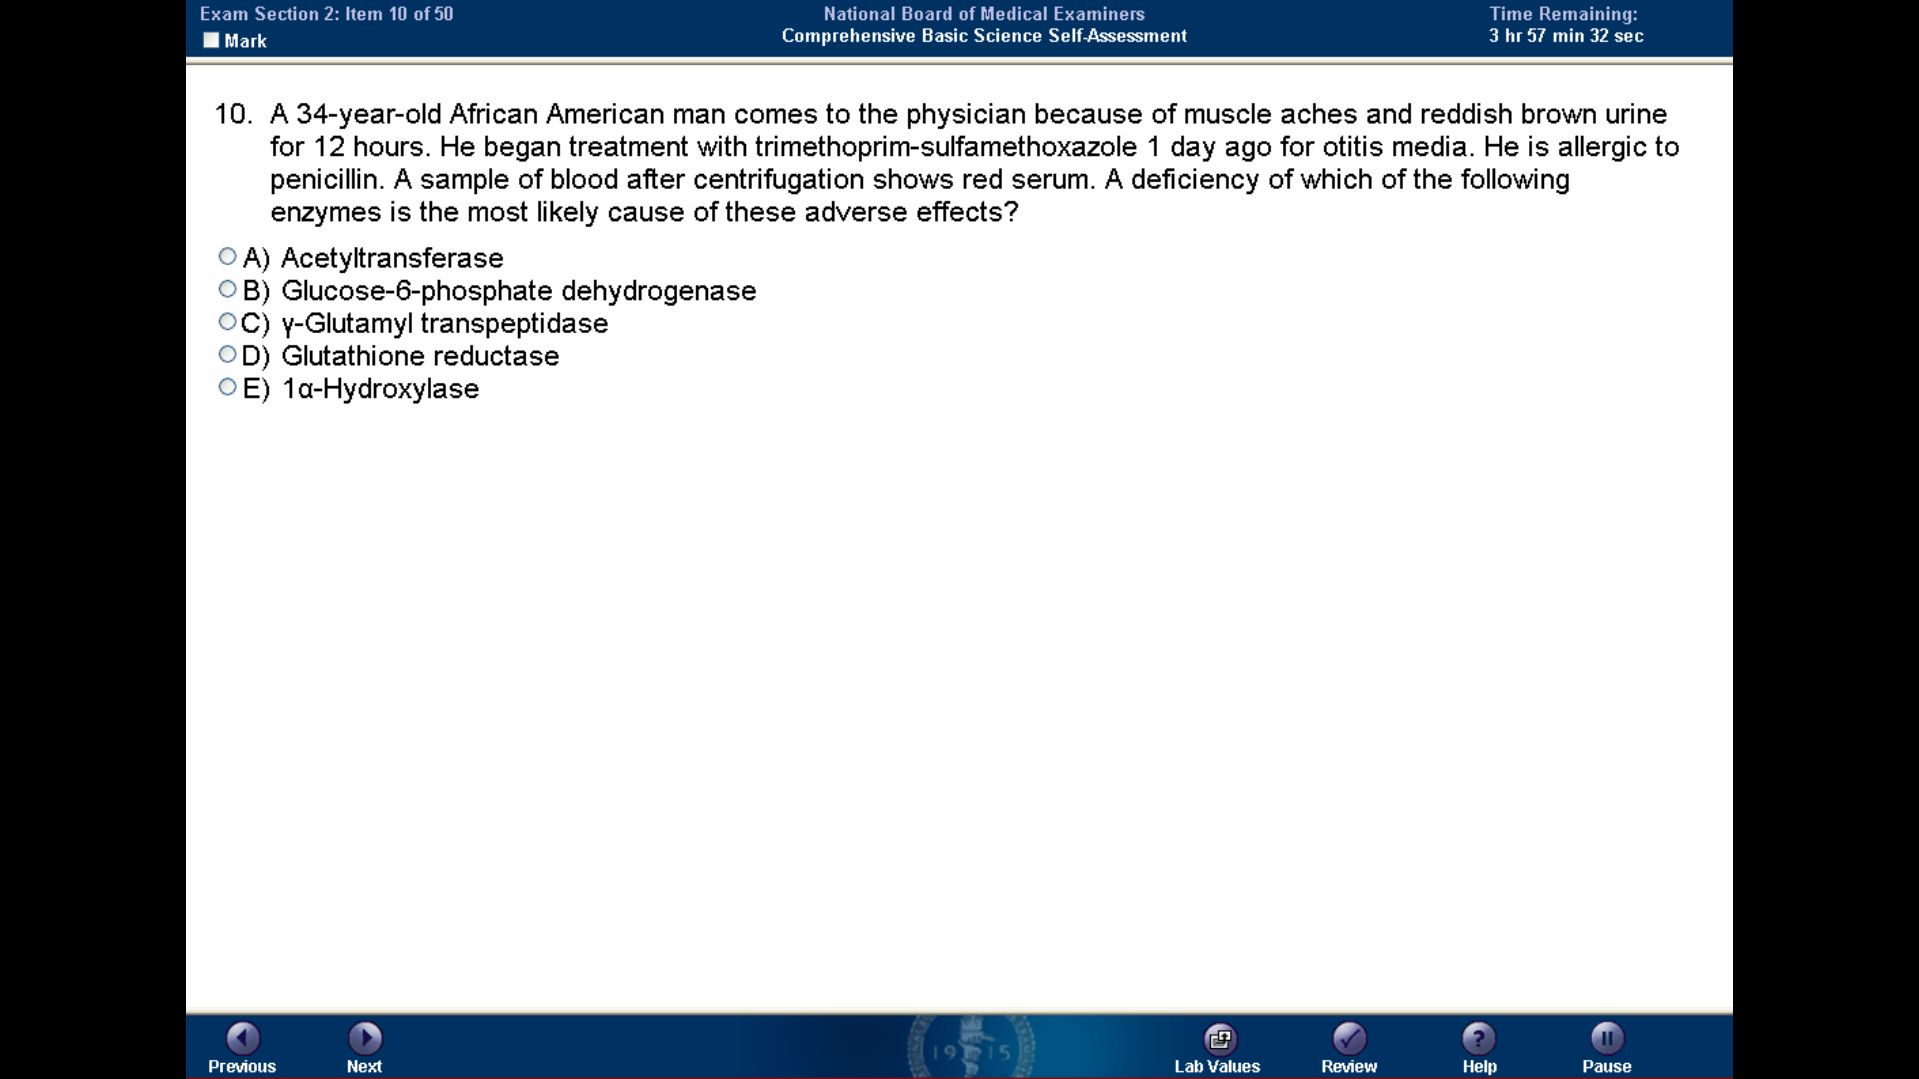 Exam Section 2: Item 10 of 50
National Board of Medical Examiners
Time Remaining:
Mark
Comprehensive Basic Science Self-Assessment
3 hr 57 min 32 sec
10. A 34-year-old African American man comes to the physician because of muscle aches and reddish brown urine
for 12 hours. He began treatment with trimethoprim-sulfamethoxazole 1 day ago for otitis media. He is allergic to
penicillin. A sample of blood after centrifugation shows red serum. A deficiency of which of the following
enzymes is the most likely cause of these adverse effects?
A) Acetyltransferase
B) Glucose-6-phosphate dehydrogenase
C) γ-Glutamyl transpeptidase
D) Glutathione reductase
E) 1α-Hydroxylase
1915
Previous
Next
Lab Values
Review
Help
Pause